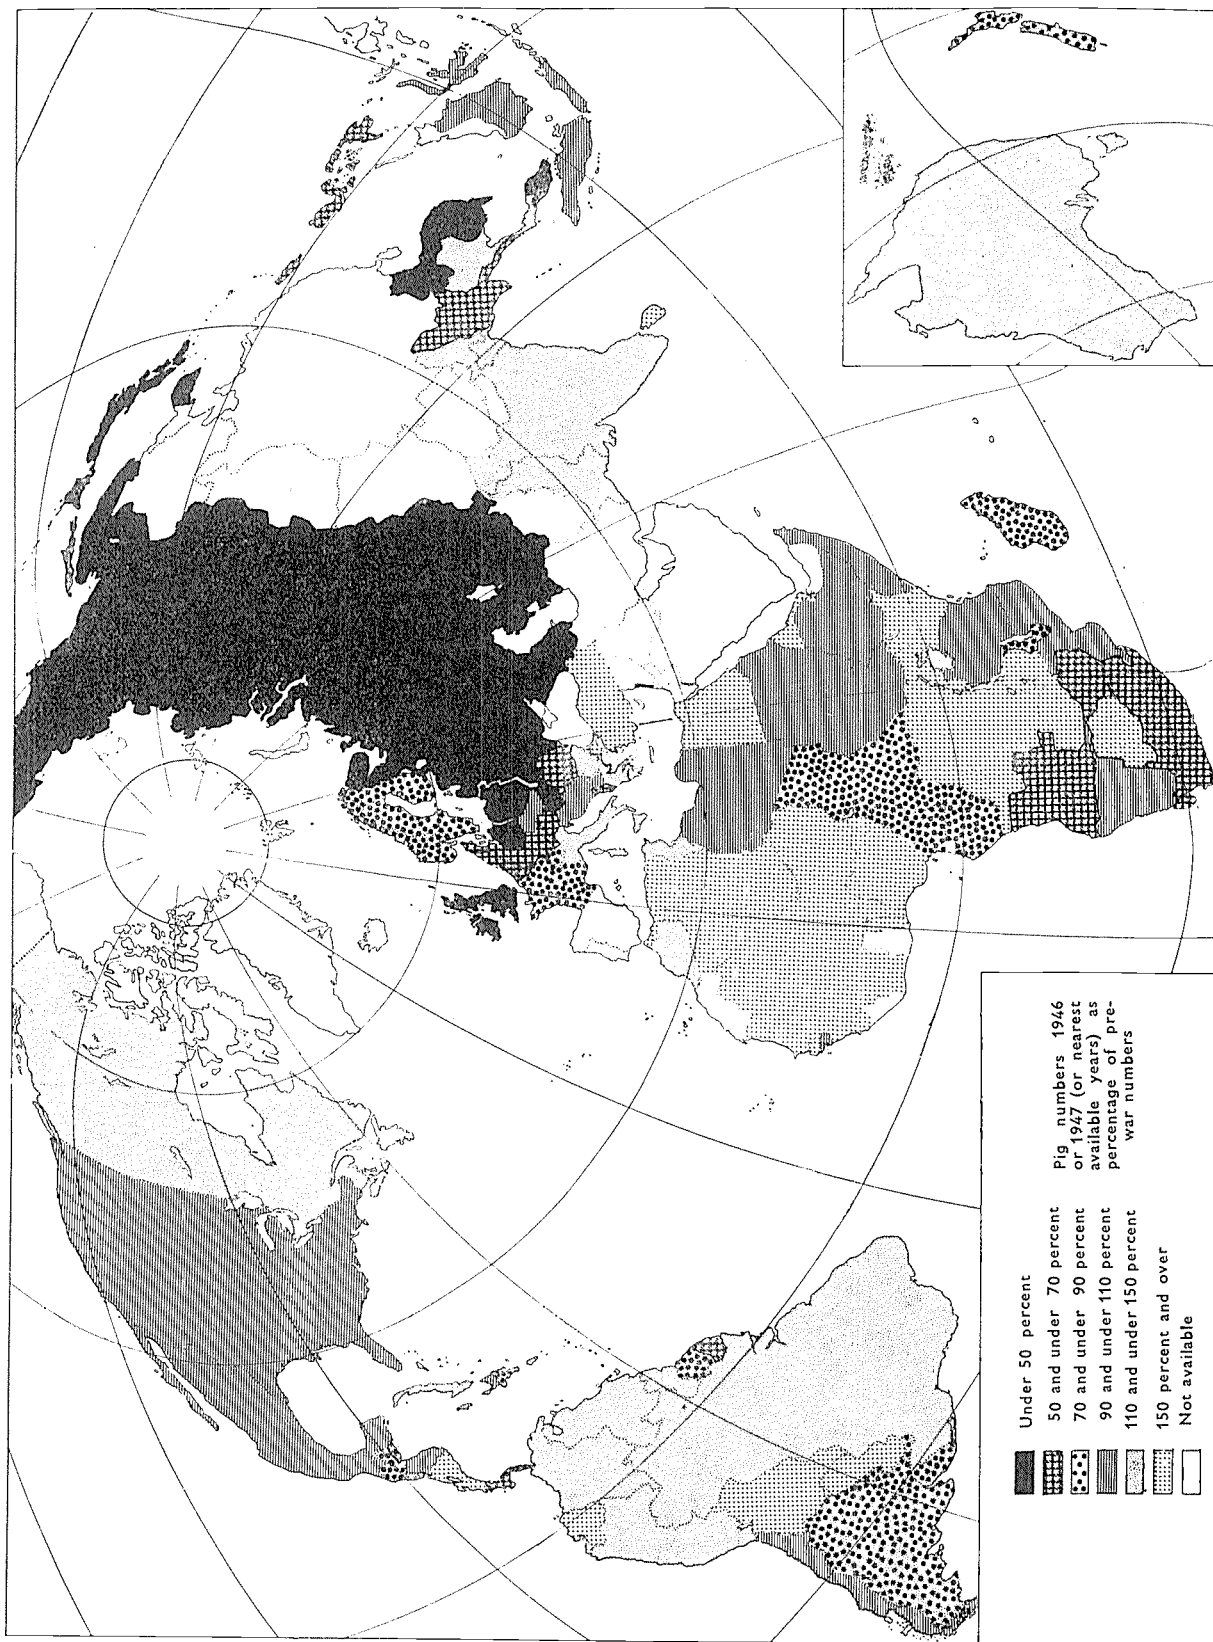 Under 50 percent
50 and under 70 percent
70 and under 90 percent
90 and under 110 percent
110 and under 150 percent
150 percent and over
Not available
Pig numbers 1946
or 1947 (or nearest
available years) as
percentage of pre-
war numbers